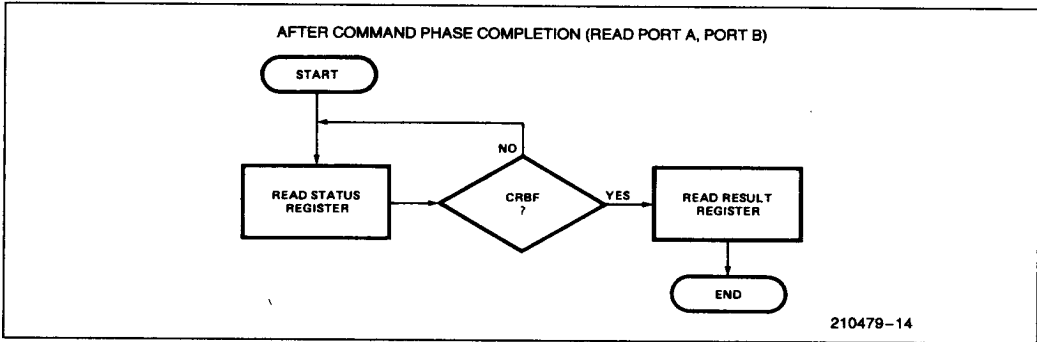 AFTER COMMAND PHASE COMPLETION (READ PORT A, PORT B)
START
NO
READ STATUS
REGISTER
CRBF
?
YES
READ RESULT
REGISTER
END
210479-14